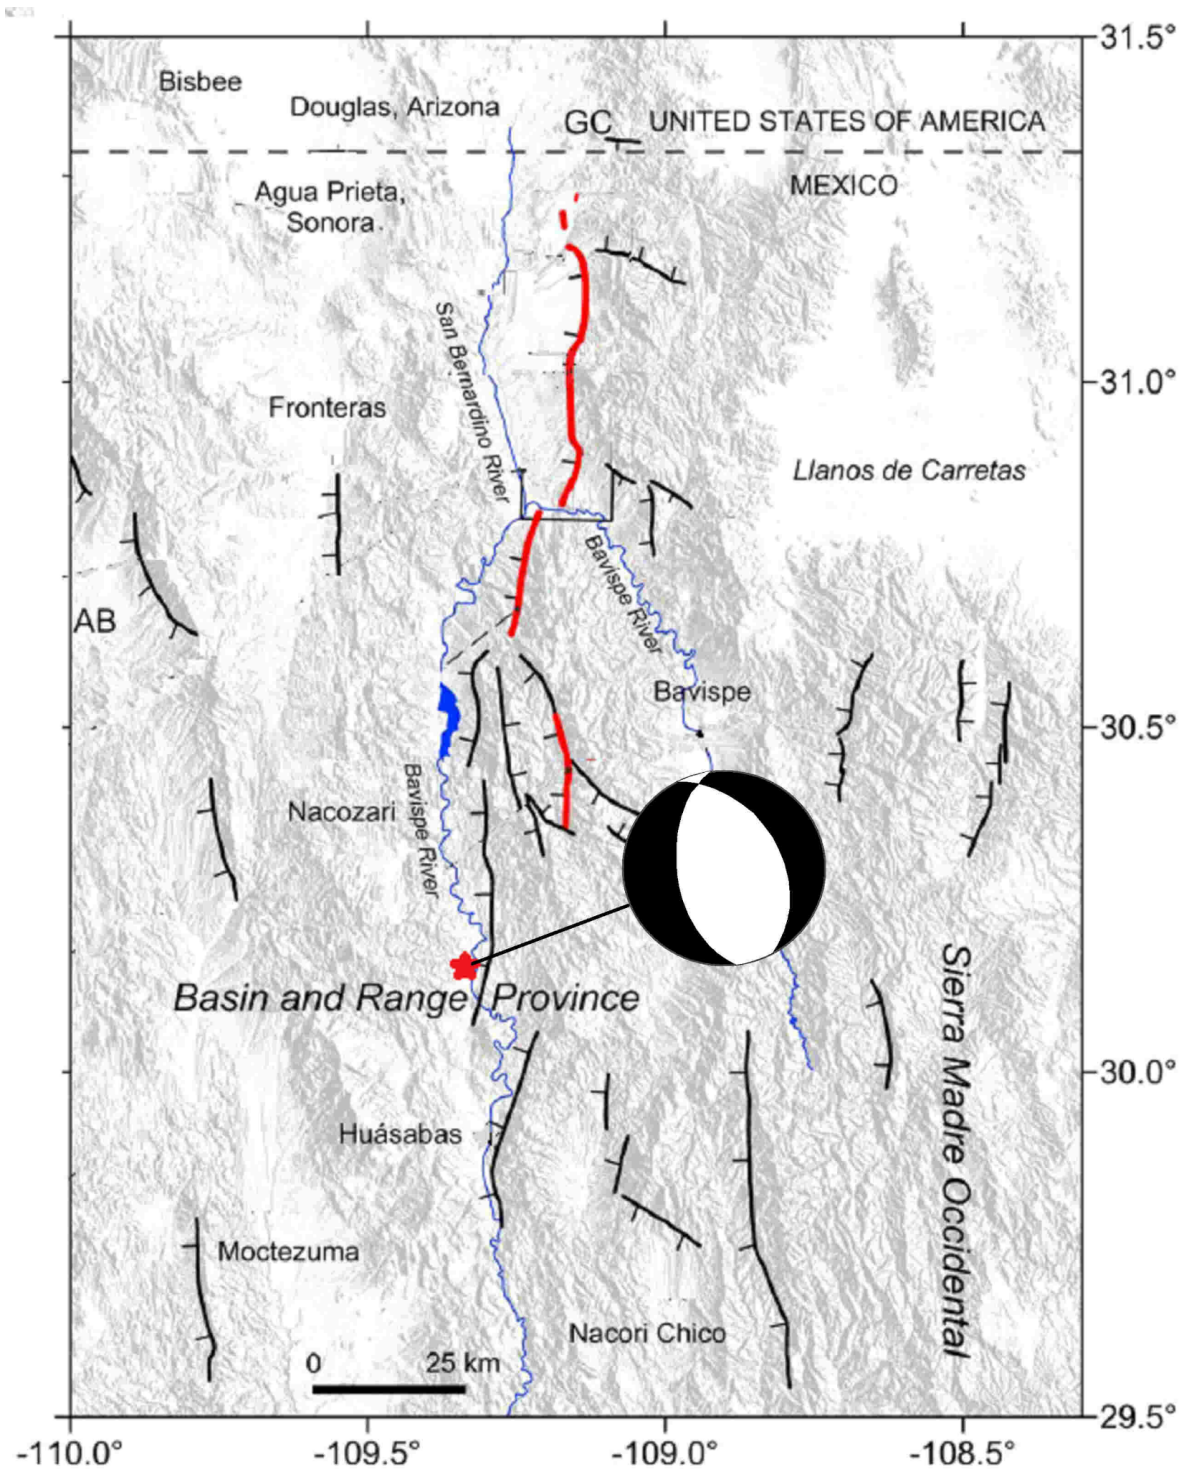 31.5°
Bisbee
Douglas, Arizona
GC
UNITED STATES OF AMERICA
MEXICO
Agua Prieta,
Sonora
San Bernardino River
31.0°
Fronteras
Llanos de Carretas
Bavispe River
AB
Bavispe
30.5°
Nacozari
Bavispe River
Basin and Range Province
Sierra Madre Occidental
30.0°
Huásabas
Moctezuma
Nacori Chico
0
25 km
29.5°
-110.0°
-109.5°
-109.0°
-108.5°